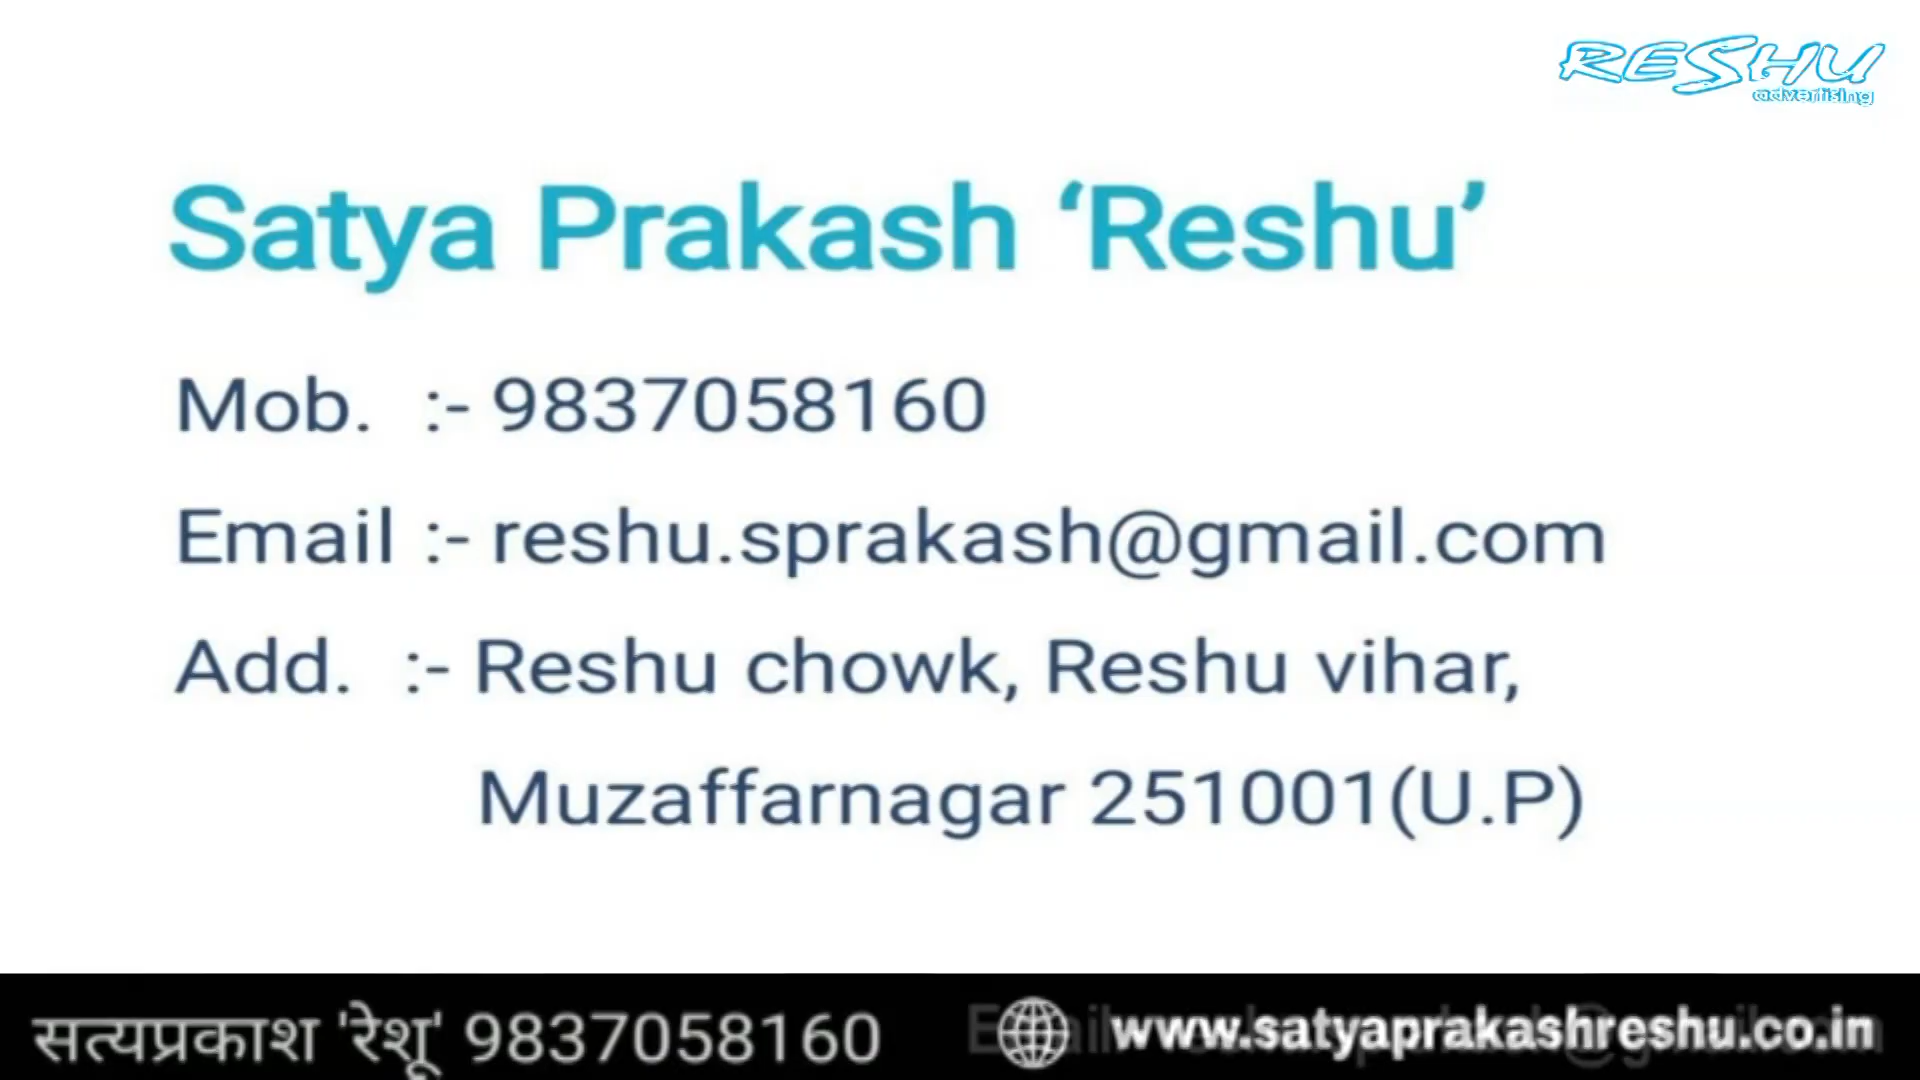 RESHU
advertising
Satya Prakash ‘Reshu’
Mob. :- 9837058160
Email :- reshu.sprakash@gmail.com
Add. :- Reshu chowk, Reshu vihar,
Muzaffarnagar 251001(U.P)
सत्यप्रकाश 'रेशू' 9837058160
www.satyaprakashreshu.co.in